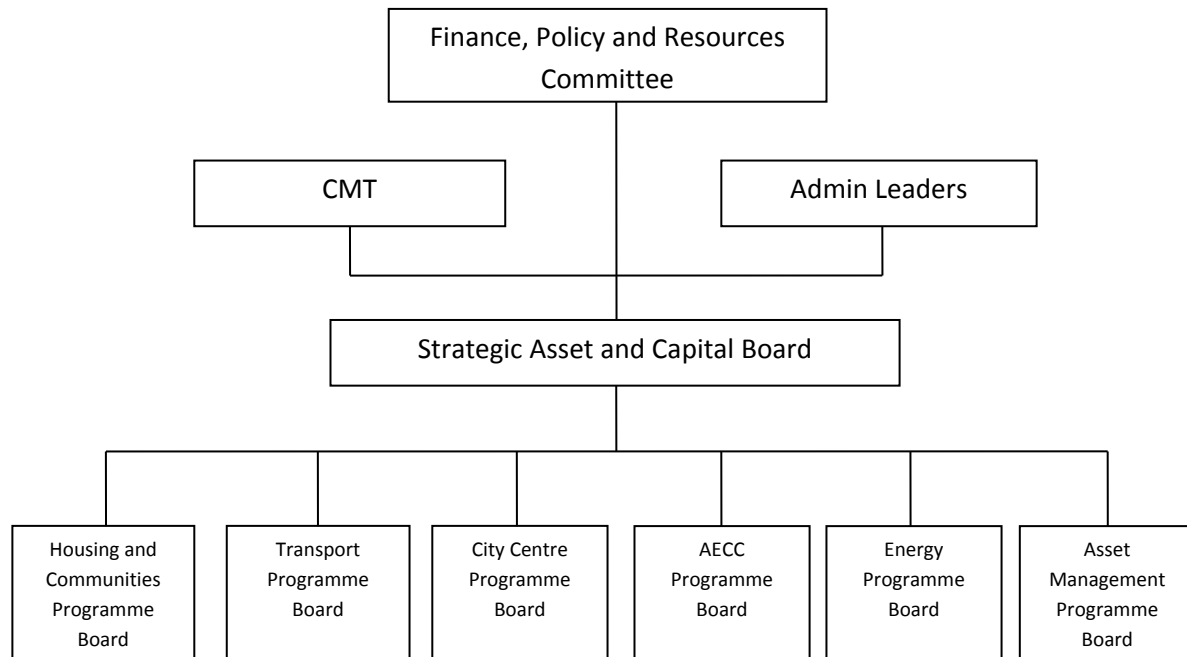 Finance, Policy and Resources
Committee
CMT
Admin Leaders
Strategic Asset and Capital Board
Housing and
Communities
Programme
Board
Transport
Programme
Board
City Centre
Programme
Board
AECC
Programme
Board
Energy
Programme
Board
Asset
Management
Programme
Board